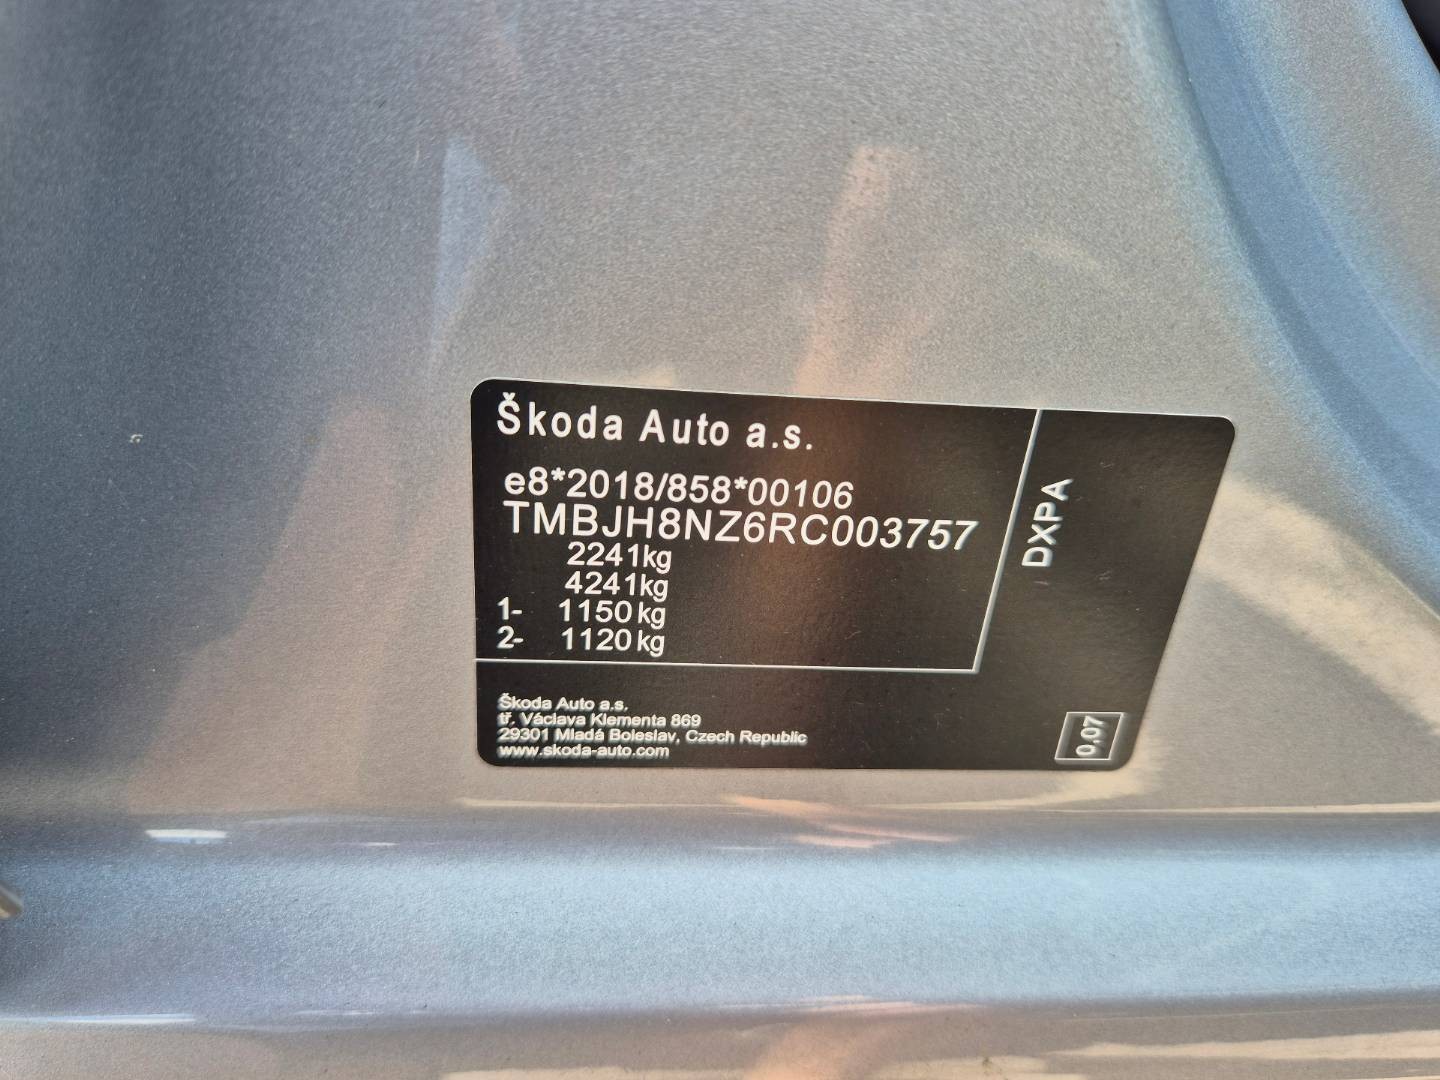 Škoda Auto a.s.
e8*2018/858*00106
TMBJH8NZ6RC003757
2241kg
4241kg
1- 1150kg
2- 1120kg
DXPA
Škoda Auto a.s.
tř. Václava Klementa 869
29301 Mladá Boleslav, Czech Republic
www.skoda-auto.com
0,07